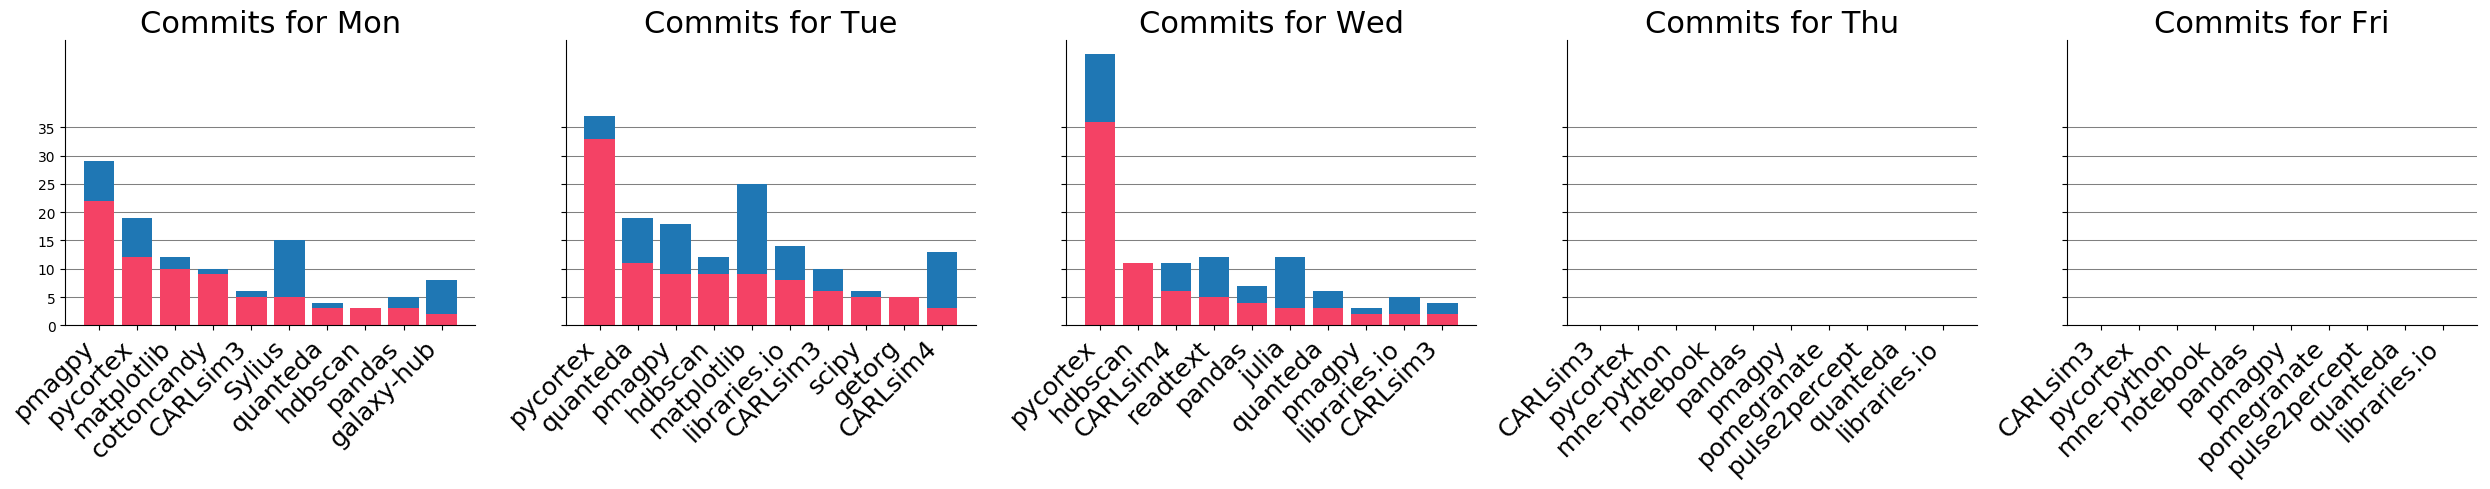 Commits for Mon
Commits for Tue
Commits for Wed
Commits for Thu
Commits for Fri
35
30
25
20
15
10
5
0
pmagpy
pycortex
matplotlib
cottoncandy
CARLsim3
Sylius
quanteda
hdbscan
pandas
galaxy-hub
pycortex
quanteda
pmagpy
hdbscan
matplotlib
libraries.io
CARLsim3
scipy
getorg
CARLsim4
pycortex
hdbscan
CARLsim4
readtext
pandas
julia
quanteda
pmagpy
libraries.io
CARLsim3
CARLsim3
pycortex
mne-python
notebook
pandas
pmagpy
pomegranate
pulse2percept
quanteda
libraries.io
CARLsim3
pycortex
mne-python
notebook
pandas
pmagpy
pomegranate
pulse2percept
quanteda
libraries.io